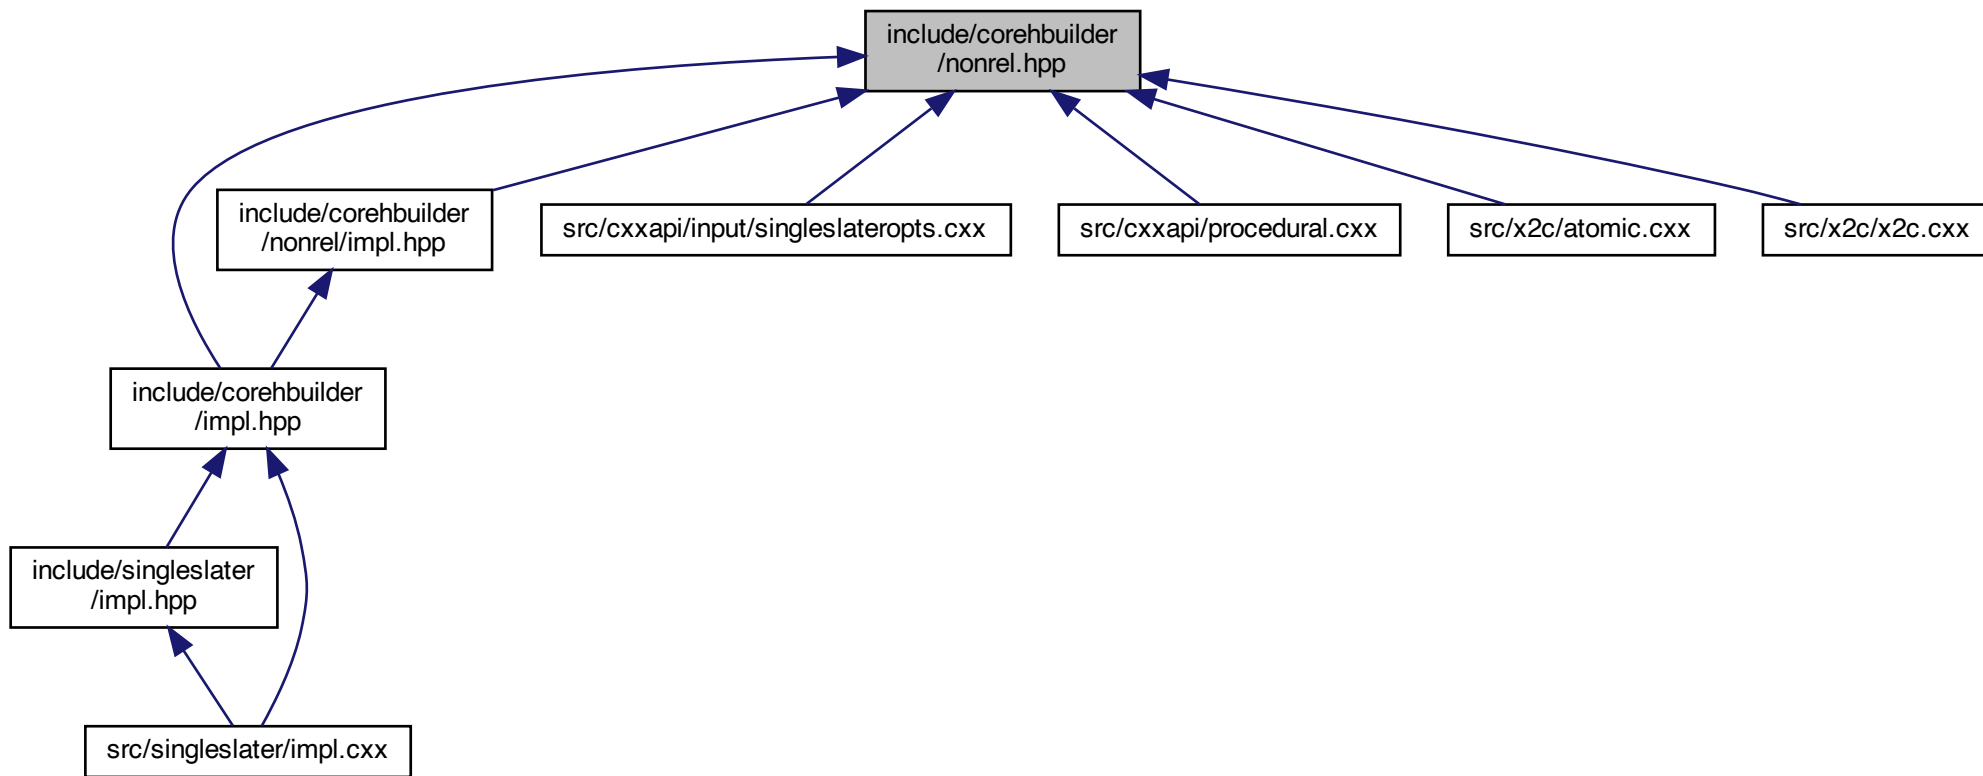 include/corehbuilder
/nonrel.hpp
include/corehbuilder
/nonrel/impl.hpp
src/cxxapi/input/singleslateropts.cxx
src/cxxapi/procedural.cxx
src/x2c/atomic.cxx
src/x2c/x2c.cxx
include/corehbuilder
/impl.hpp
include/singleslater
/impl.hpp
src/singleslater/impl.cxx